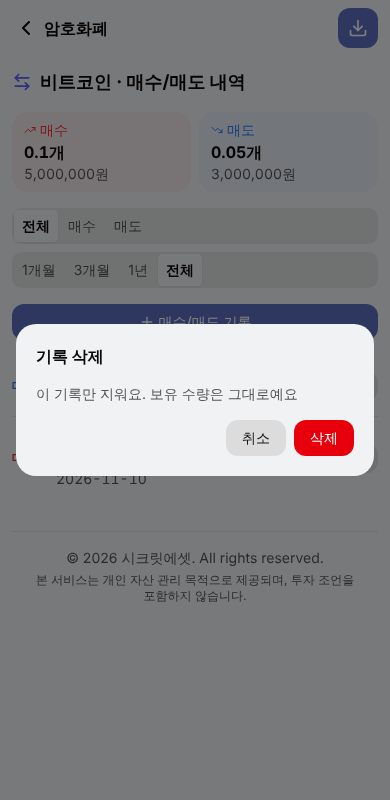 암호화폐
비트코인 · 매수/매도 내역
매수
0.1개
5,000,000원
매도
0.05개
3,000,000원
전체 매수 매도
1개월 3개월 1년 전체
+ 매수/매도 기록
기록 삭제
이 기록만 지워요. 보유 수량은 그대로예요
취소
삭제
2026-11-10
© 2026 시크릿에셋. All rights reserved.
본 서비스는 개인 자산 관리 목적으로 제공되며, 투자 조언을
포함하지 않습니다.